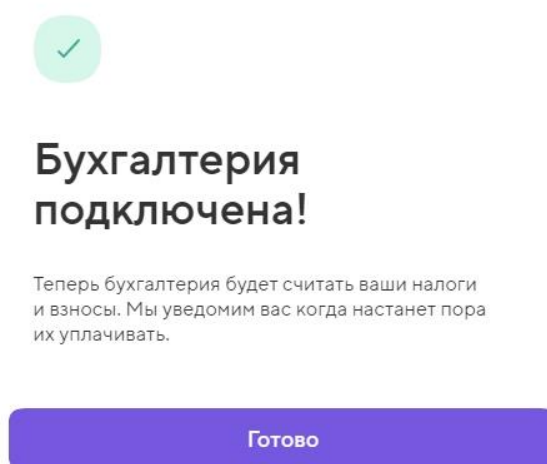 Бухгалтерия
подключена!
Теперь бухгалтерия будет считать ваши налоги
и взносы. Мы уведомим вас когда настанет пора
их уплачивать.
Готово